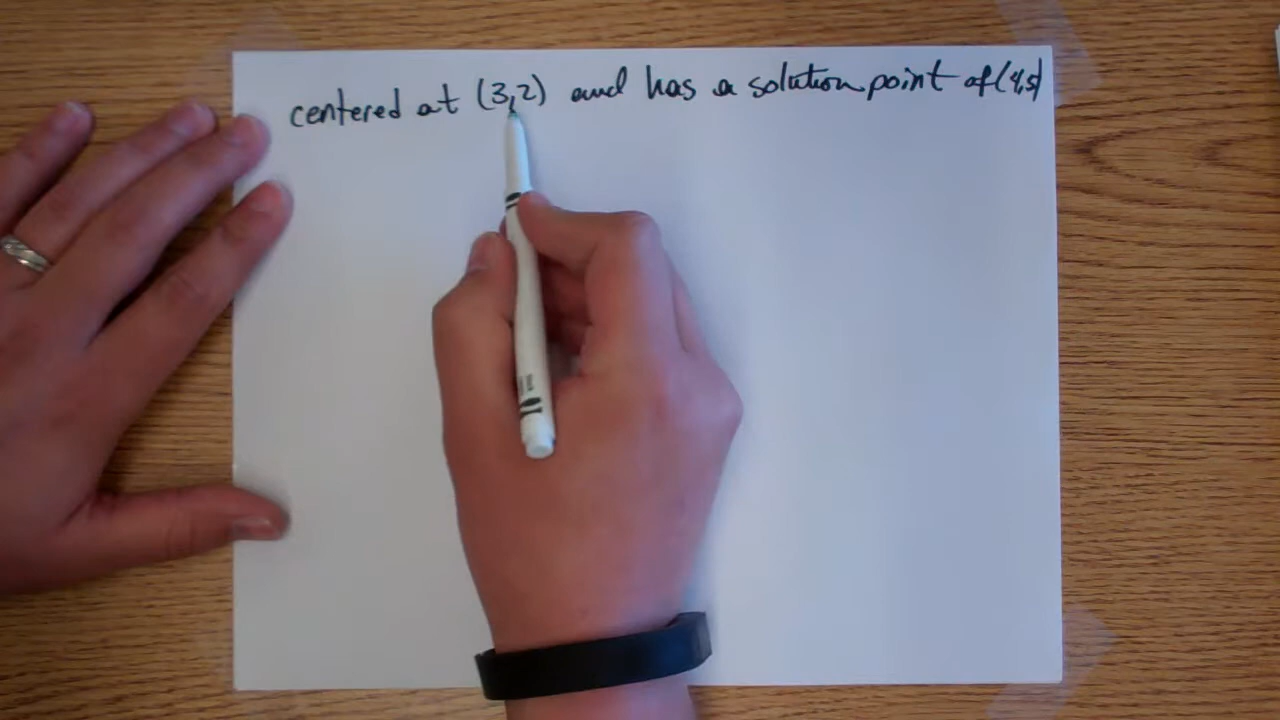 centered at (3,2) and has a solution point of (4,5)